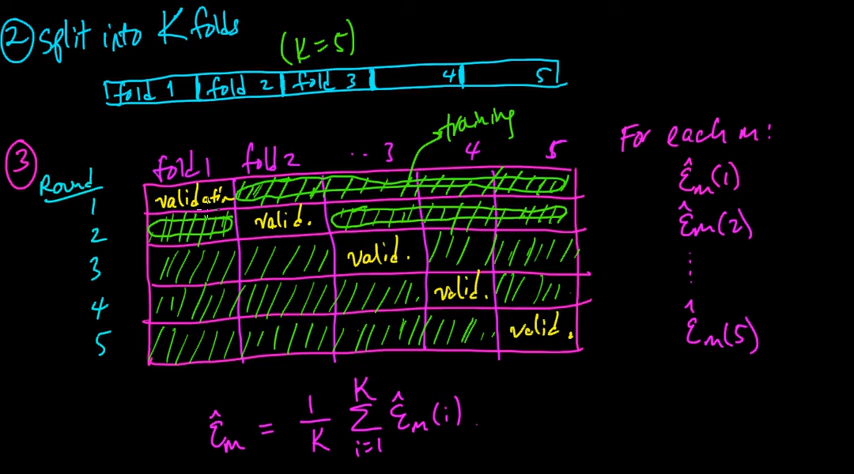 ② Split into K folds
(K = 5)
fold 1 fold 2 fold 3 4 5
③
training
fold 1 fold 2 ·· 3 4 5
Round
1 validation
2 valid.
3 valid.
4 valid.
5 valid.
For each m:
Ê_m(1)
Ê_m(2)
⋮
Ê_m(5)
Ê_m = 1/K ∑_{i=1}^{K} Ê_m(i)